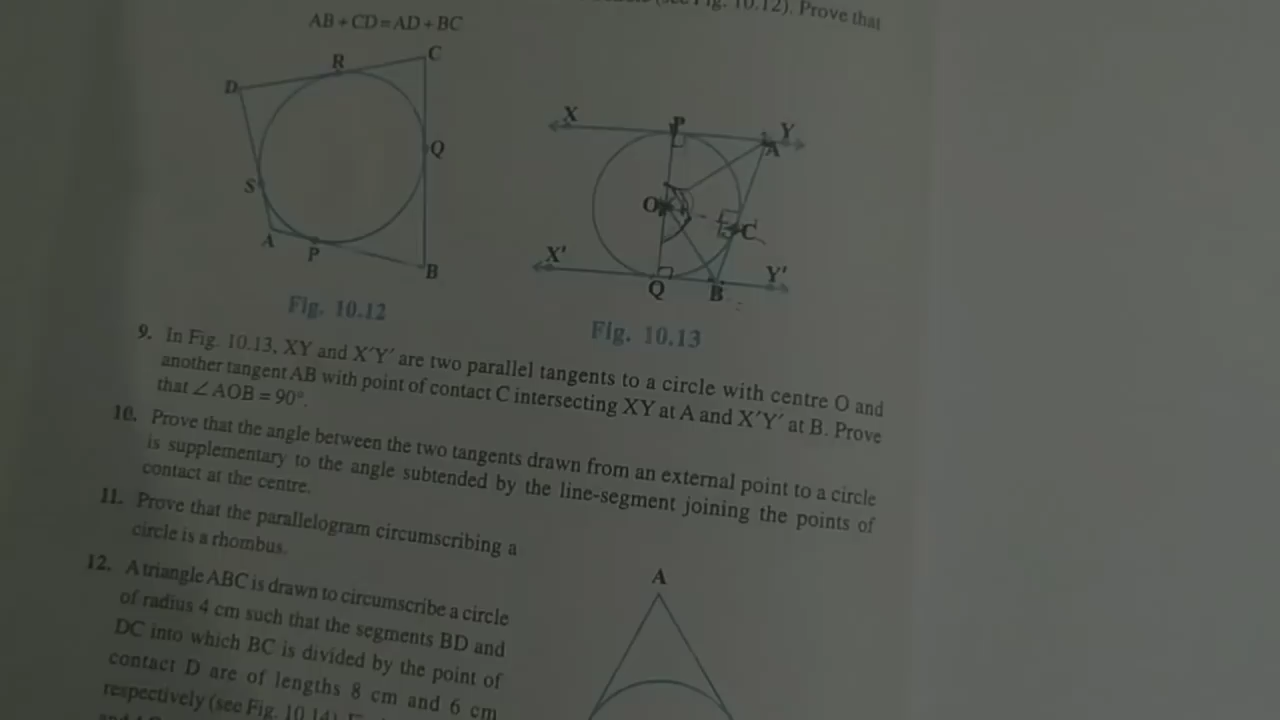 (see Fig. 10.12). Prove that
AB + CD = AD + BC
D R C
Q
S
A P B
Fig. 10.12
X P Y
A
O C
X' Q B Y'
Fig. 10.13
9. In Fig. 10.13, XY and X'Y' are two parallel tangents to a circle with centre O and
another tangent AB with point of contact C intersecting XY at A and X'Y' at B. Prove
that ∠ AOB = 90°.
10. Prove that the angle between the two tangents drawn from an external point to a circle
is supplementary to the angle subtended by the line-segment joining the points of
contact at the centre.
11. Prove that the parallelogram circumscribing a
circle is a rhombus.
12. A triangle ABC is drawn to circumscribe a circle
of radius 4 cm such that the segments BD and
DC into which BC is divided by the point of
contact D are of lengths 8 cm and 6 cm
respectively (see Fig. 10.14).
A